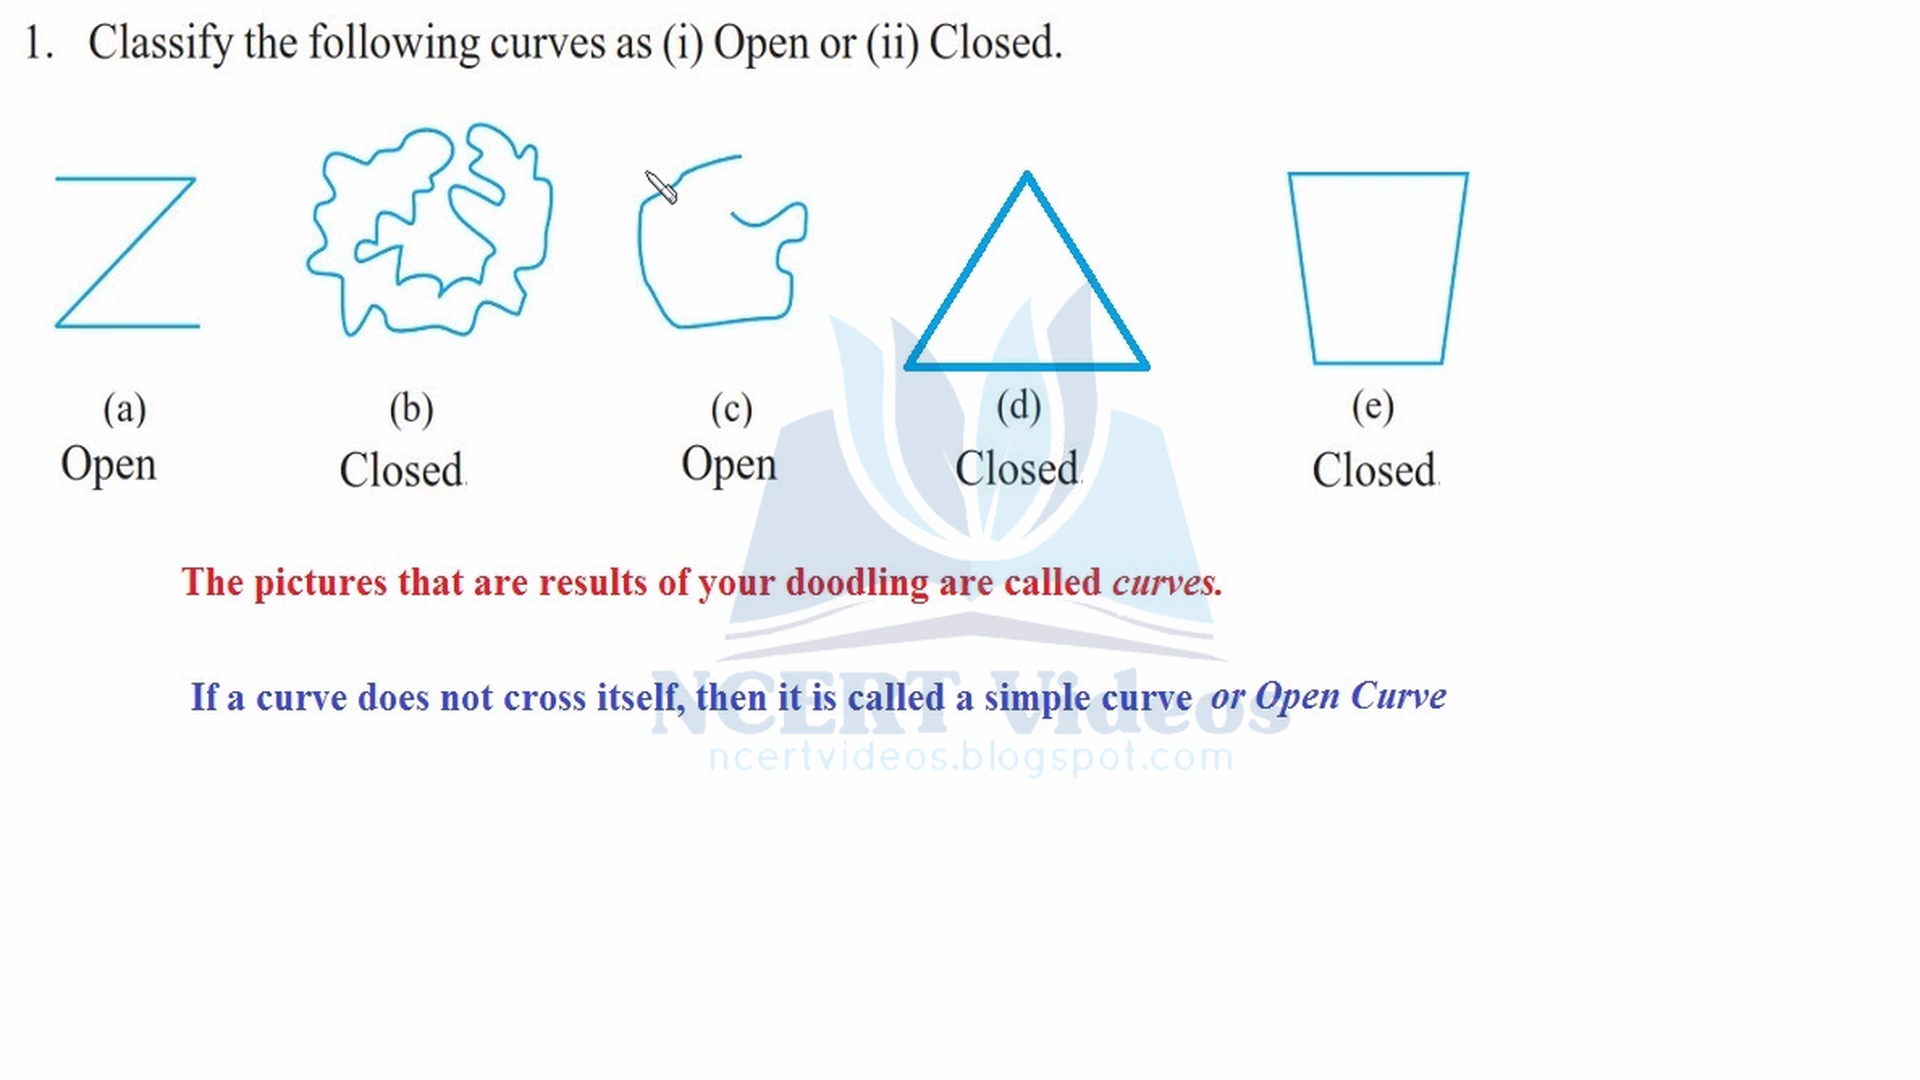 1. Classify the following curves as (i) Open or (ii) Closed.
(a) (b) (c) (d) (e)
Open Closed. Open Closed. Closed.
The pictures that are results of your doodling are called curves.
If a curve does not cross itself, then it is called a simple curve or Open Curve
NCERT Videos
ncertvideos.blogspot.com